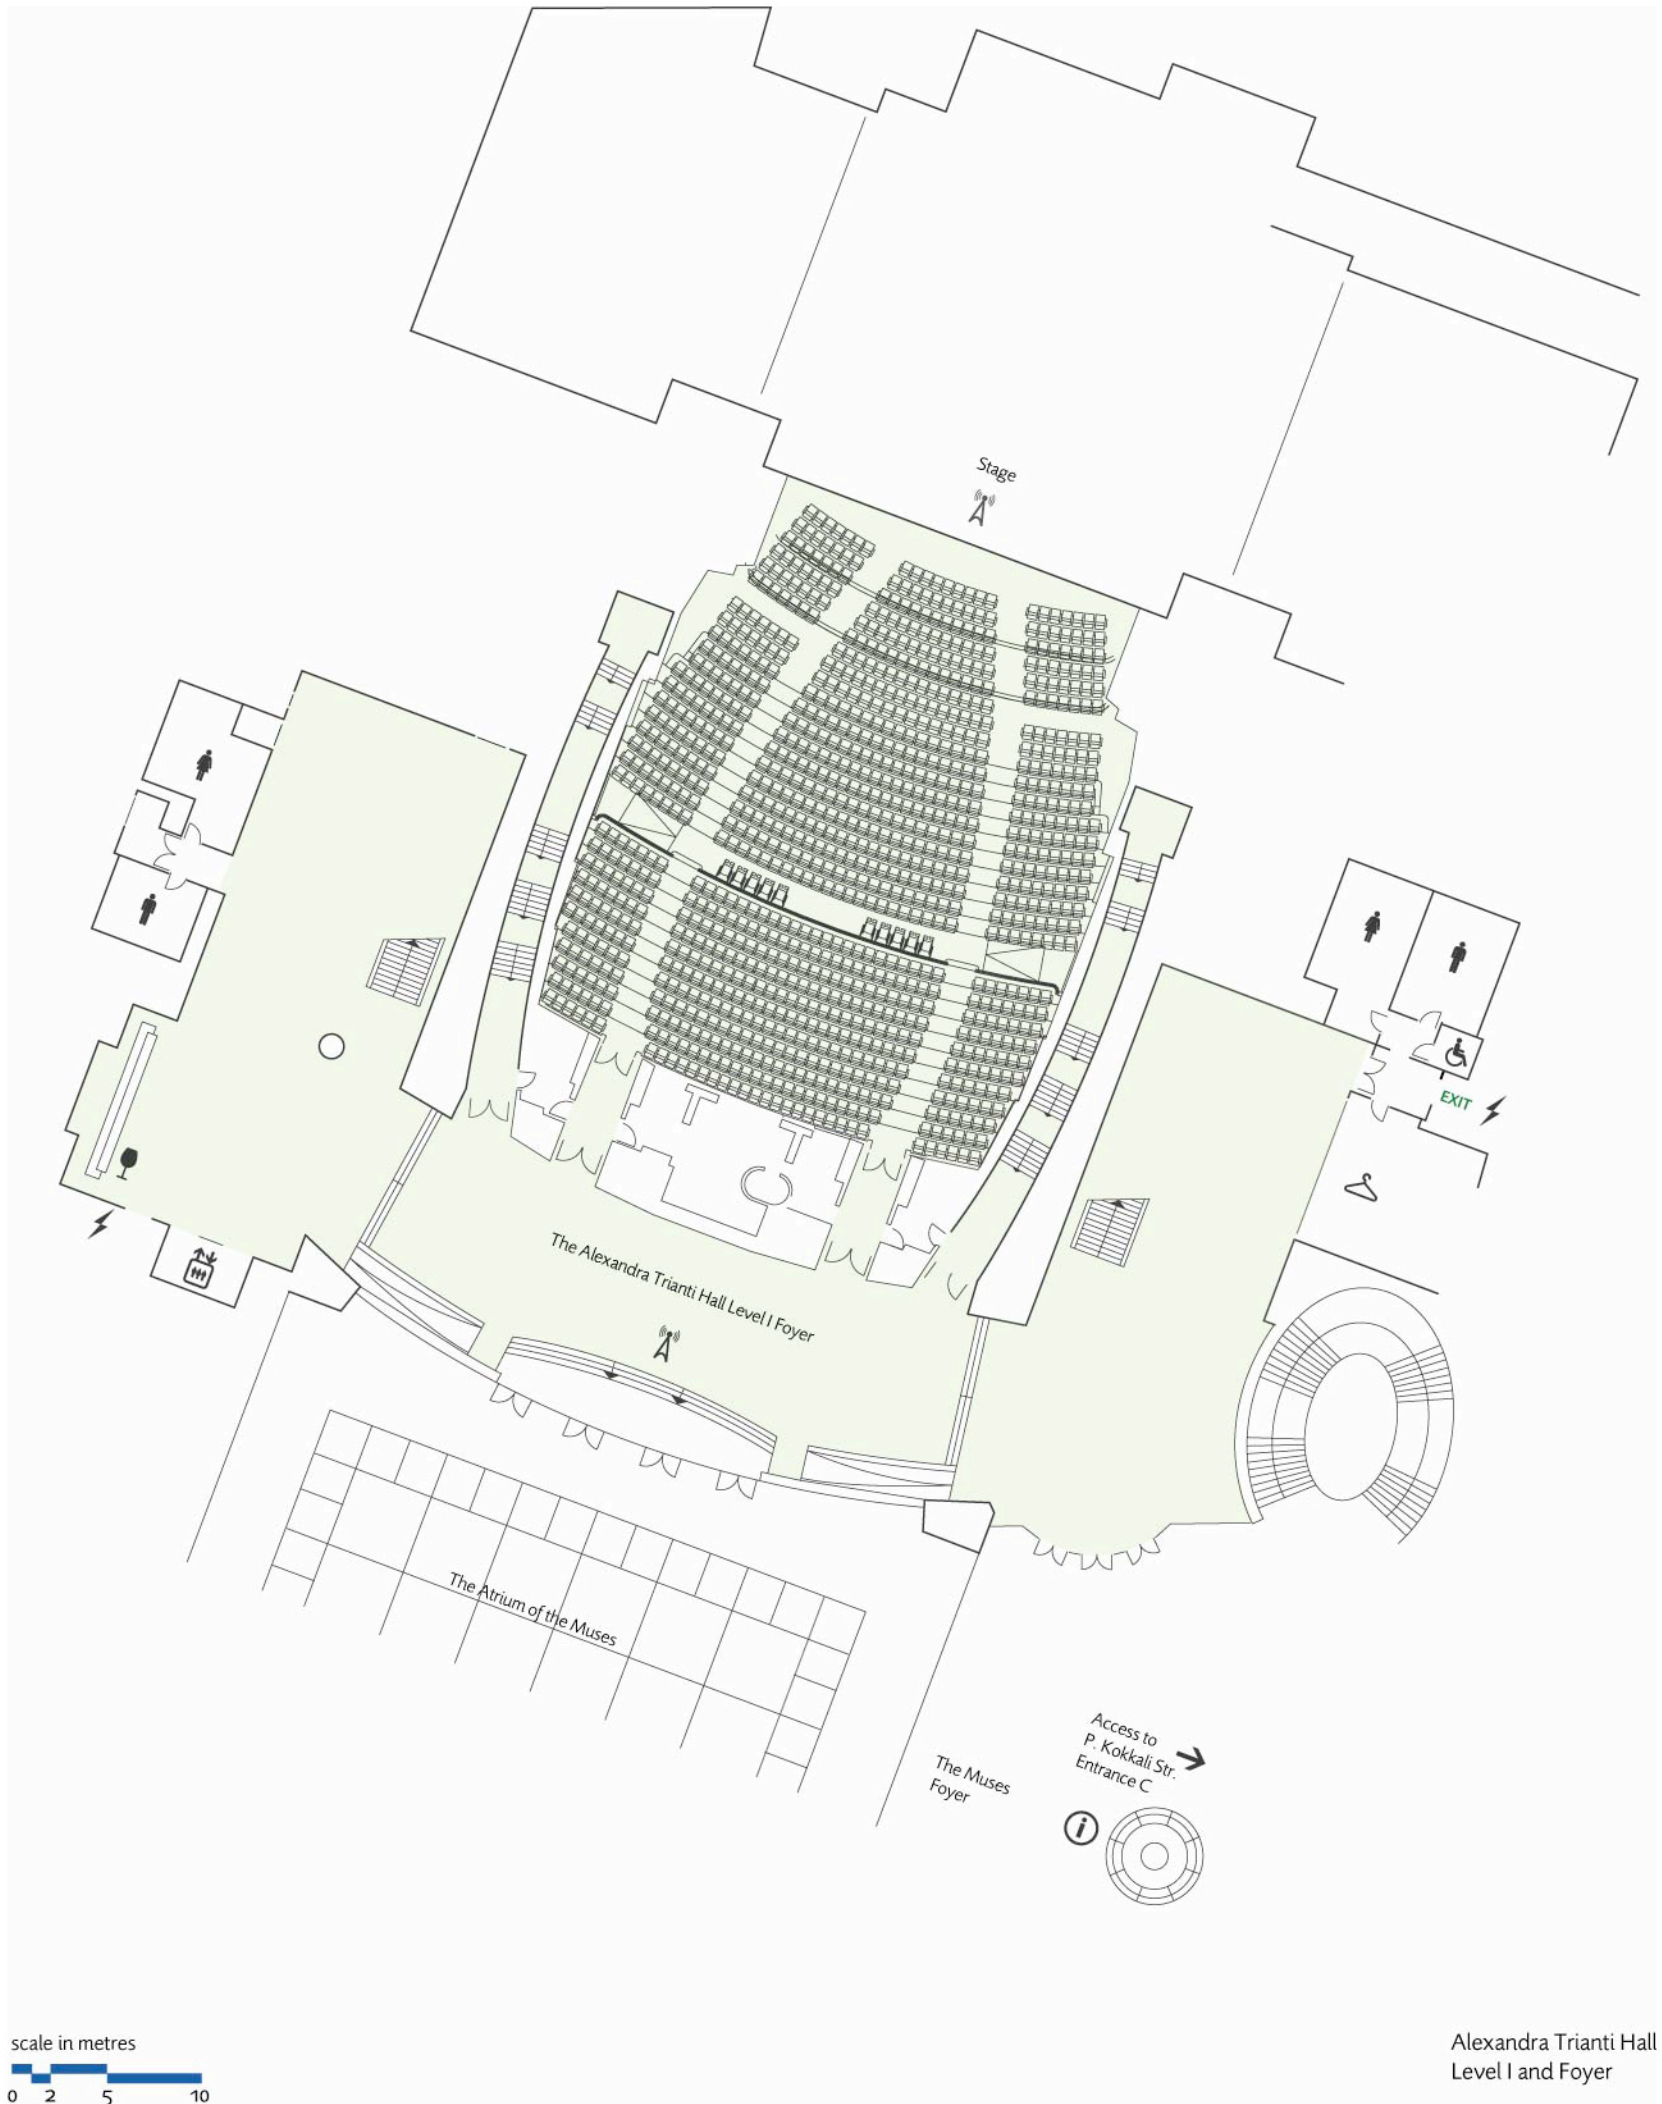 Stage
EXIT
The Alexandra Trianti Hall Level I Foyer
The Atrium of the Muses
Access to
P. Kokkali Str.
Entrance C
The Muses
Foyer
i
scale in metres
0 2 5 10
Alexandra Trianti Hall
Level I and Foyer